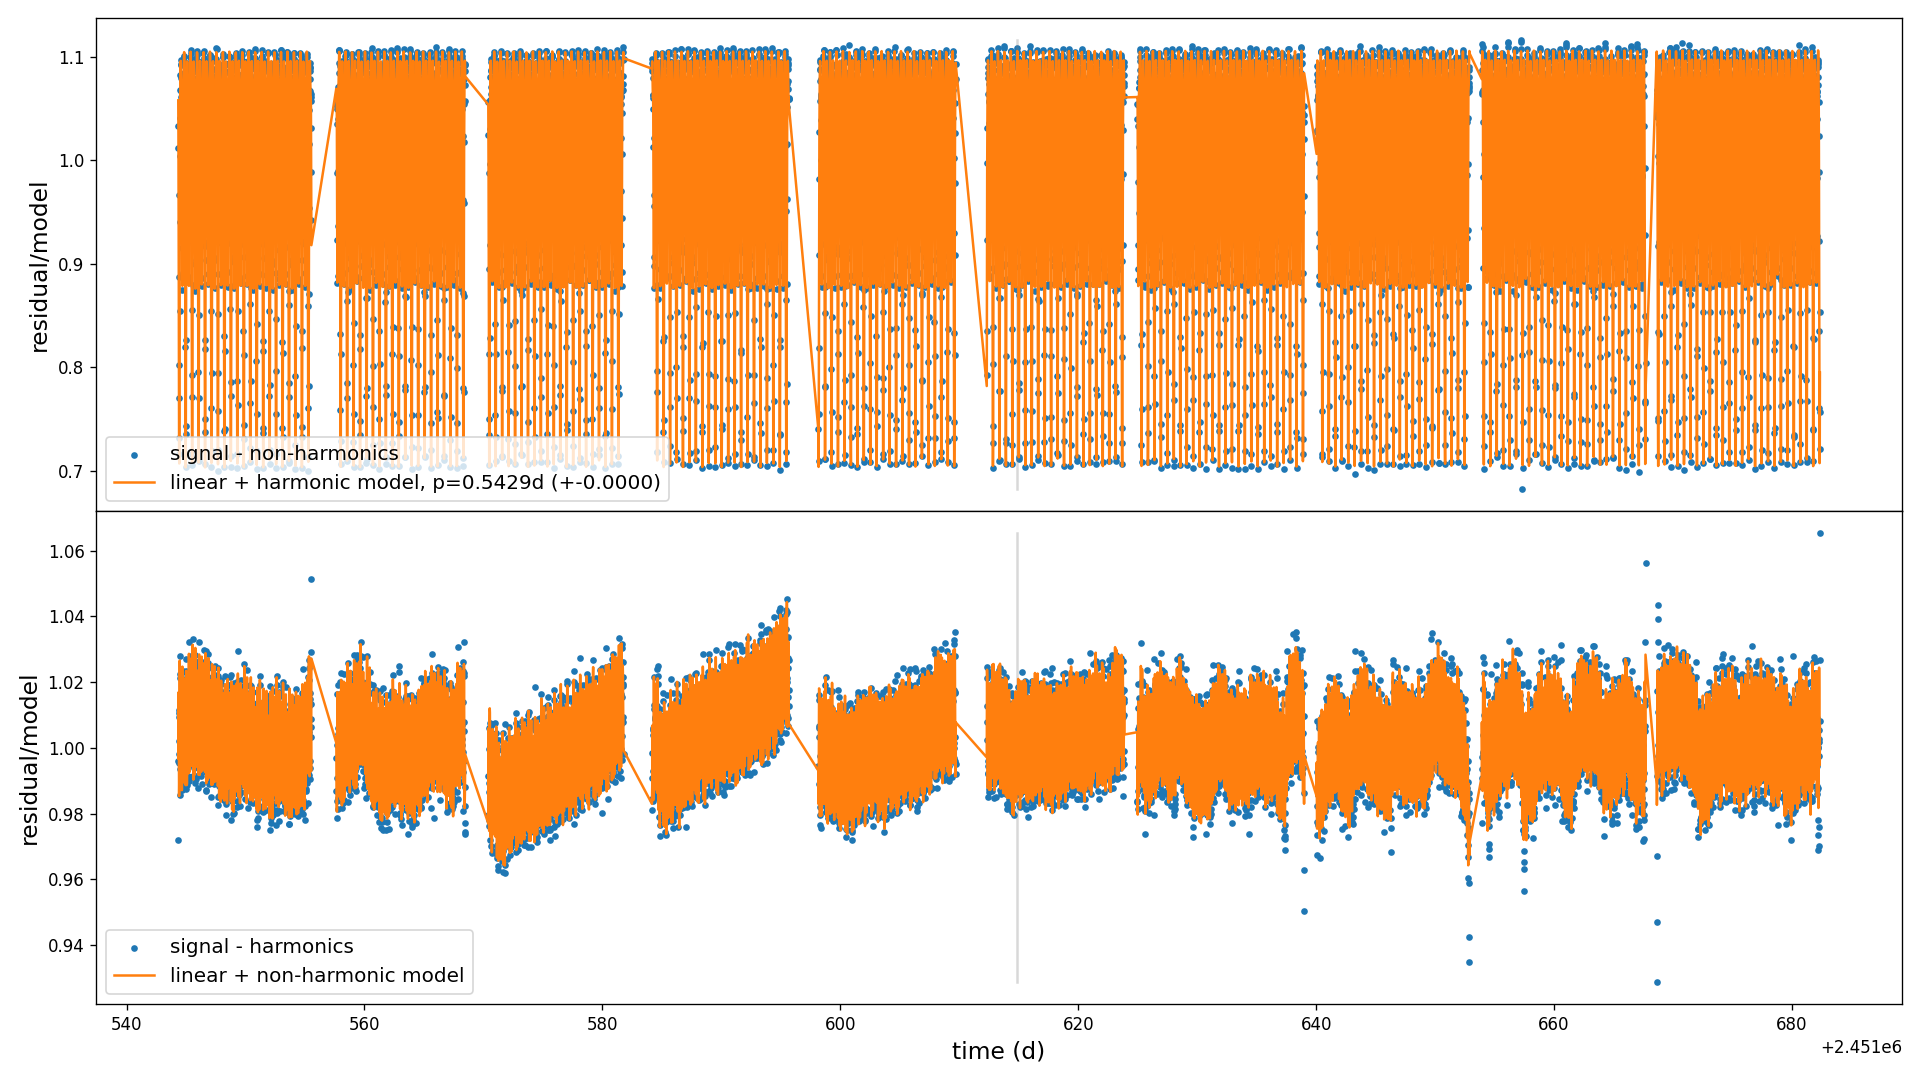 1.1
1.0
0.9
0.8
0.7
residual/model
signal - non-harmonics
linear + harmonic model, p=0.5429d (+-0.0000)
1.06
1.04
1.02
1.00
0.98
0.96
0.94
residual/model
signal - harmonics
linear + non-harmonic model
540 560 580 600 620 640 660 680
time (d)
+2.451e6